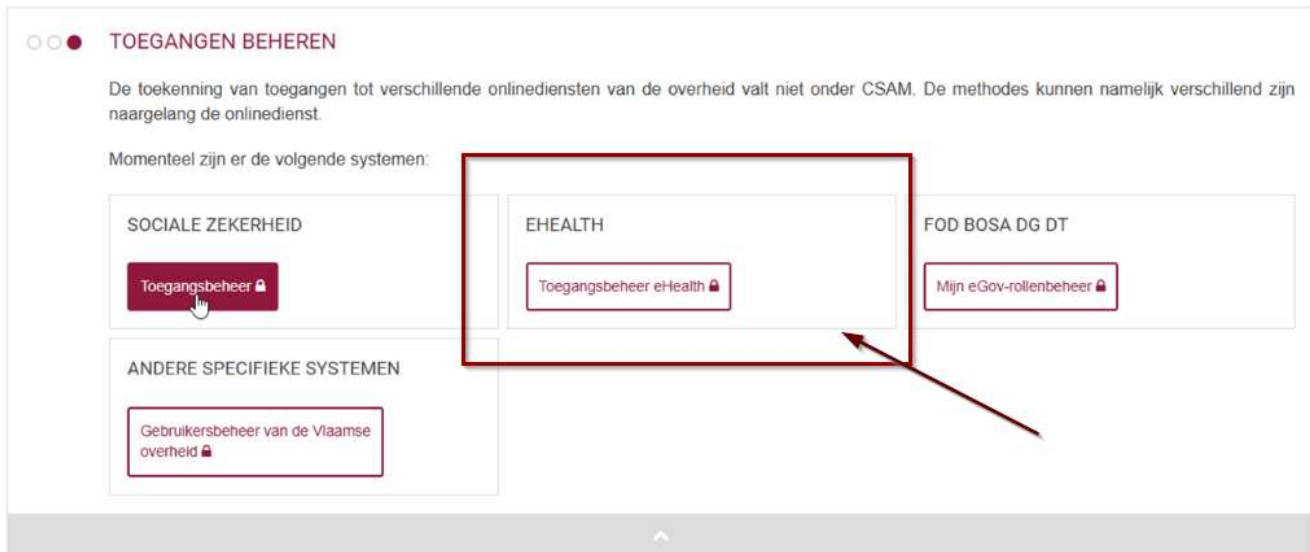 TOEGANGEN BEHEREN
De toekenning van toegangen tot verschillende onlinediensten van de overheid valt niet onder CSAM. De methodes kunnen namelijk verschillend zijn
naargelang de onlinedienst.
Momenteel zijn er de volgende systemen:
SOCIALE ZEKERHEID
Toegangsbeheer
EHEALTH
Toegangsbeheer eHealth
FOD BOSA DG DT
Mijn eGov-rollenbeheer
ANDERE SPECIFIEKE SYSTEMEN
Gebruikersbeheer van de Vlaamse
overheid